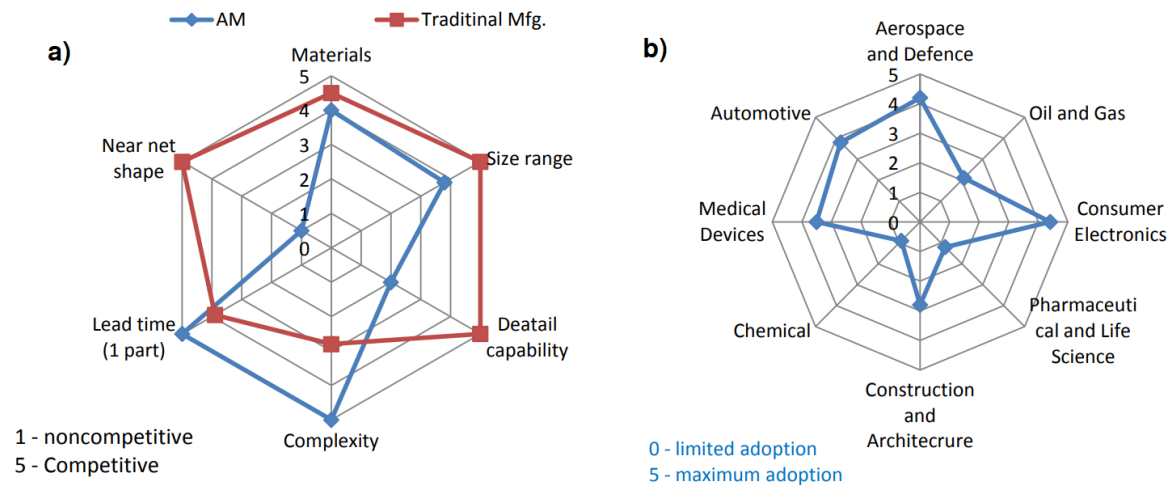 AM
Traditinal Mfg.
a)
Materials
5
4
3
2
1
0
Near net
shape
Size range
Lead time
(1 part)
Deatail
capability
Complexity
1 - noncompetitive
5 - Competitive
b)
Aerospace
and Defence
5
4
3
2
1
0
Automotive
Oil and Gas
Medical
Devices
Consumer
Electronics
Chemical
Pharmaceuti
cal and Life
Science
Construction
and
Architecrure
0 - limited adoption
5 - maximum adoption